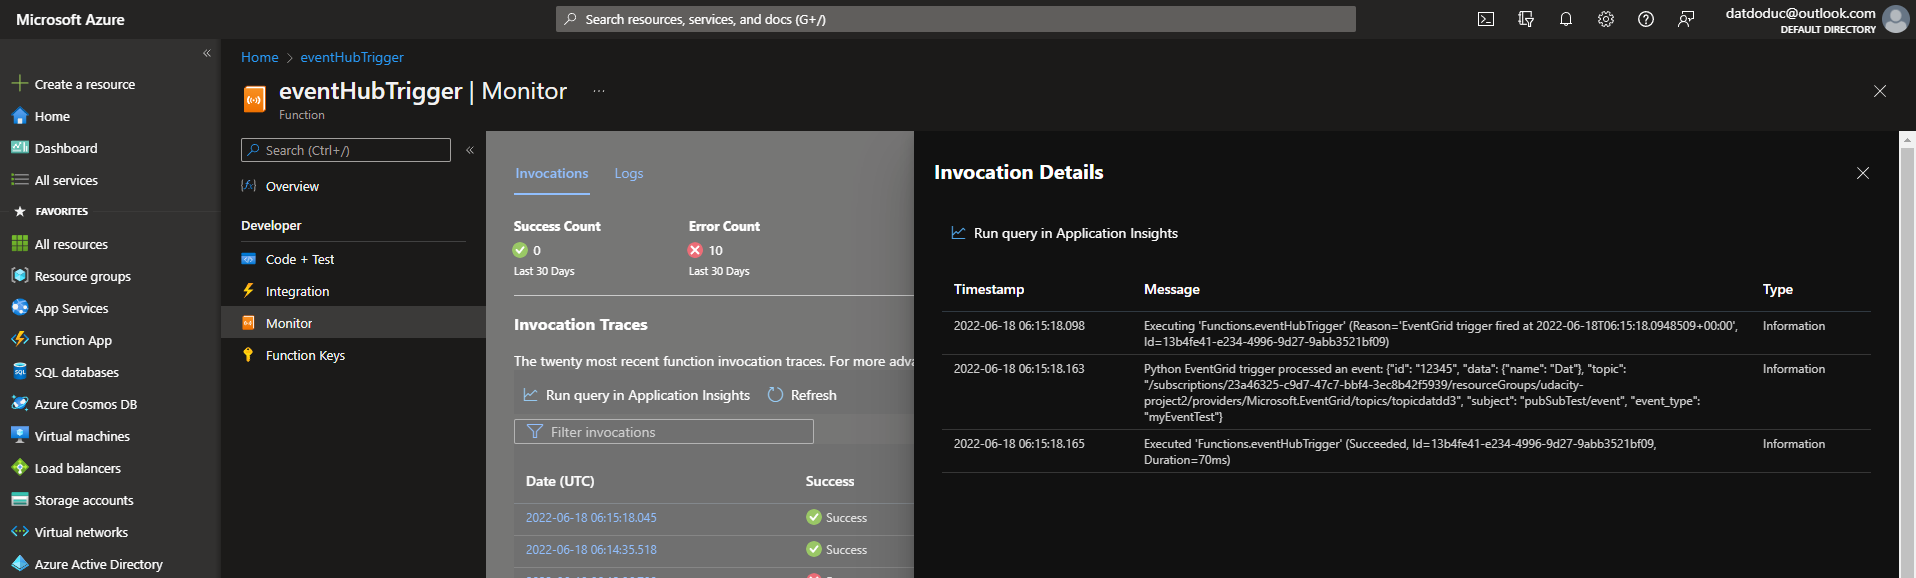 Microsoft Azure
Search resources, services, and docs (G+/)
datdoduc@outlook.com
DEFAULT DIRECTORY
«
Create a resource
Home
Dashboard
All services
FAVORITES
All resources
Resource groups
App Services
Function App
SQL databases
Azure Cosmos DB
Virtual machines
Load balancers
Storage accounts
Virtual networks
Azure Active Directory
Home > eventHubTrigger
eventHubTrigger | Monitor ...
Function
Search (Ctrl+/) «
Overview
Developer
Code + Test
Integration
Monitor
Function Keys
Invocations Logs
Success Count Error Count
0 10
Last 30 Days Last 30 Days
Invocation Traces
The twenty most recent function invocation traces. For more adva
Run query in Application Insights Refresh
Filter invocations
Date (UTC) Success
2022-06-18 06:15:18.045 Success
2022-06-18 06:14:35.518 Success
Invocation Details
Run query in Application Insights
Timestamp Message Type
2022-06-18 06:15:18.098 Executing 'Functions.eventHubTrigger' (Reason='EventGrid trigger fired at 2022-06-18T06:15:18.0948509+00:00', Information
Id=13b4fe41-e234-4996-9d27-9abb3521bf09)
2022-06-18 06:15:18.163 Python EventGrid trigger processed an event: {"id": "12345", "data": {"name": "Dat"}, "topic": Information
"/subscriptions/23a46325-c9d7-47c7-bbf4-3ec8b42f5939/resourceGroups/udacity-
project2/providers/Microsoft.EventGrid/topics/topicdatdd3", "subject": "pubSubTest/event", "event_type":
"myEventTest"}
2022-06-18 06:15:18.165 Executed 'Functions.eventHubTrigger' (Succeeded, Id=13b4fe41-e234-4996-9d27-9abb3521bf09, Information
Duration=70ms)